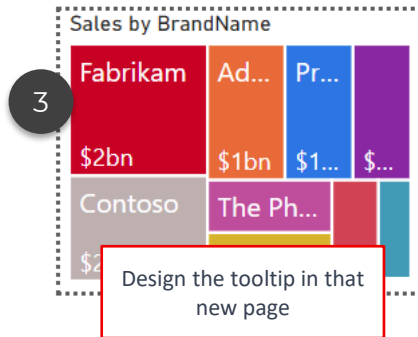 Sales by BrandName
3
Fabrikam
Ad...
Pr...
$2bn
$1bn
$1...
$...
Contoso
The Ph...
Design the tooltip in that
new page